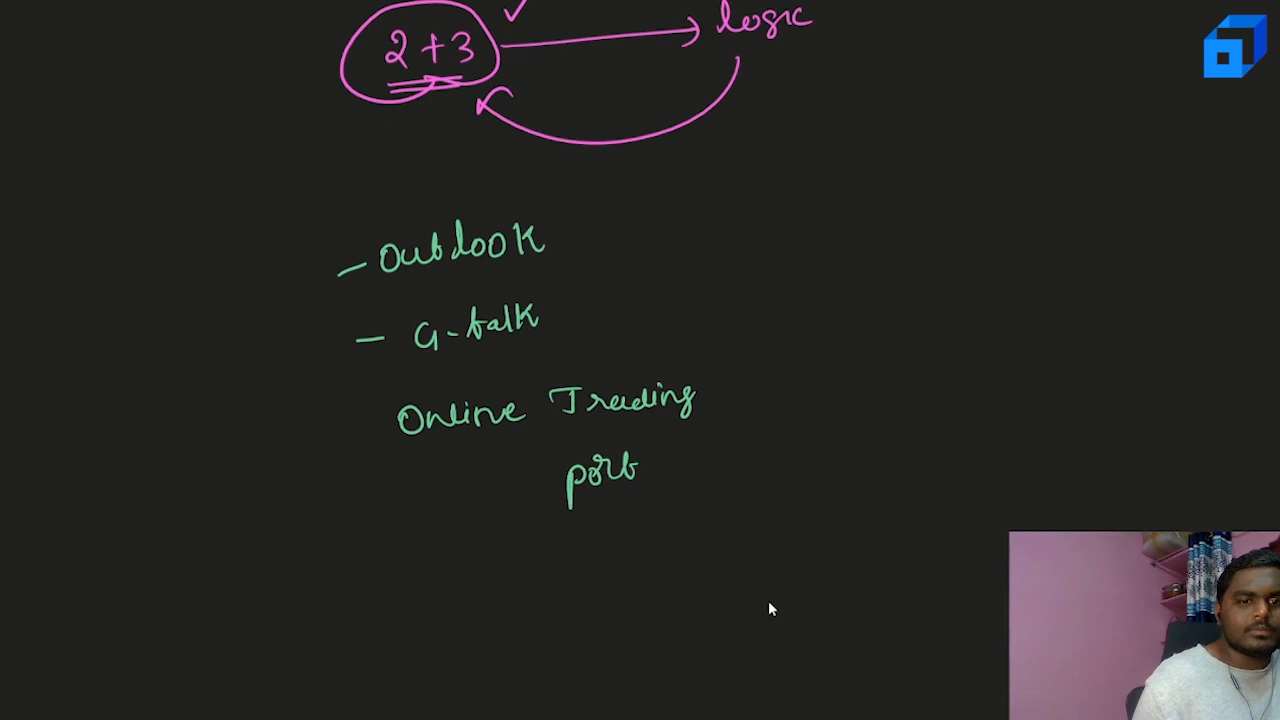 2 + 3 logic
- Outlook
- G-talk
Online Trading
port